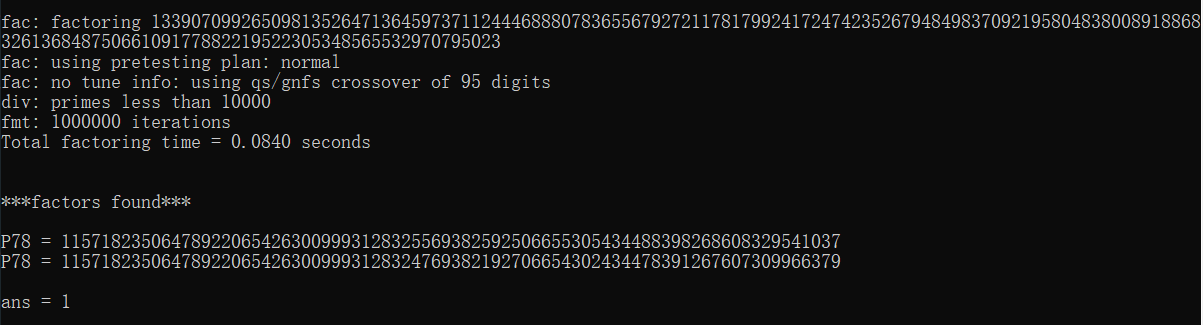 fac: factoring 13390709926509813526471364597371124446888078365567927211781799241724742352679484983709219580483800891886832613684875066109177882219522305348565532970795023
fac: using pretesting plan: normal
fac: no tune info: using qs/gnfs crossover of 95 digits
div: primes less than 10000
fmt: 1000000 iterations
Total factoring time = 0.0840 seconds
***factors found***
P78 = 115718235064789220654263009993128325569382592506655305434488398268608329541037
P78 = 115718235064789220654263009993128324769382192706654302434478391267607309966379
ans = 1